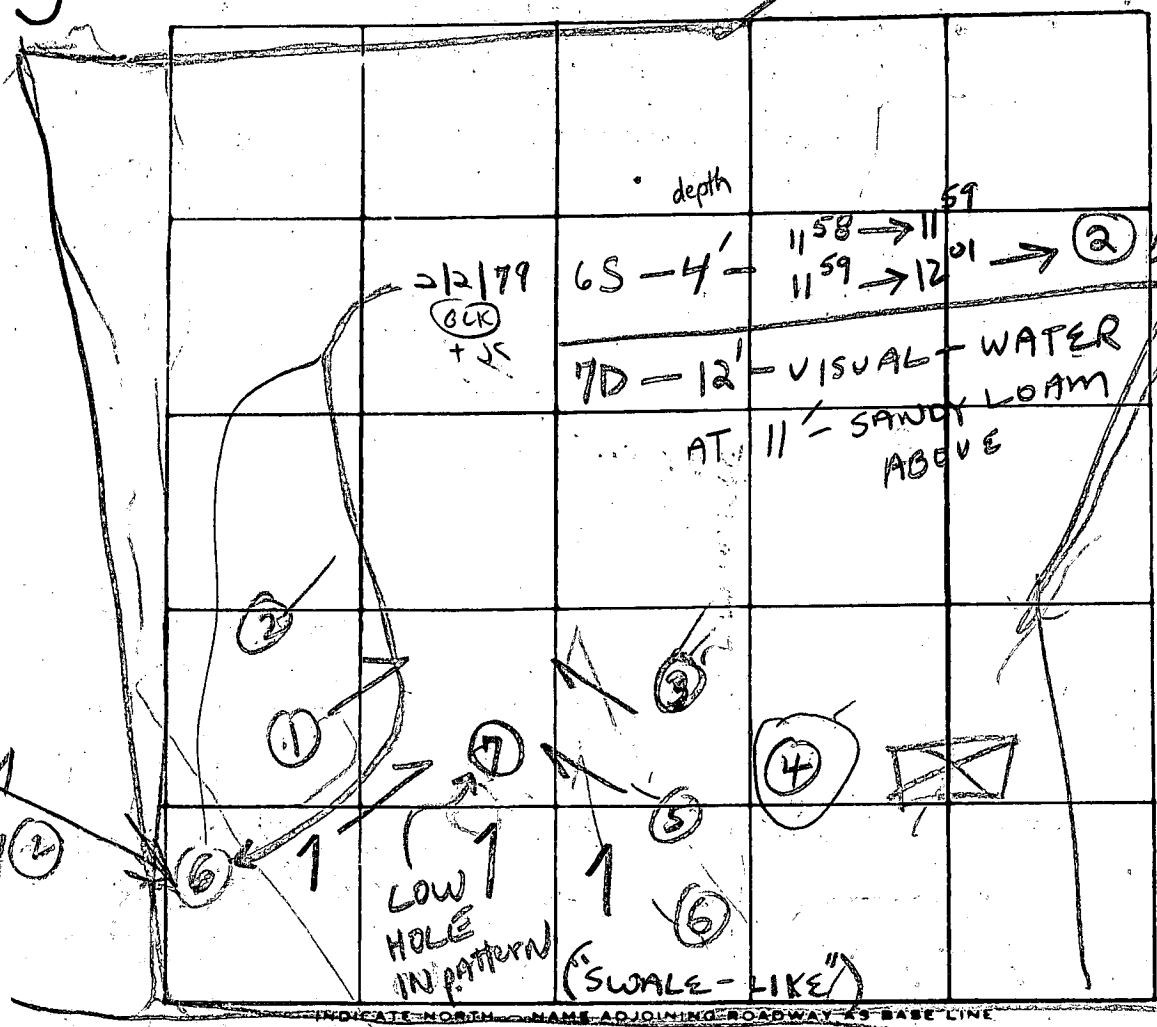 depth
2/2/79
6S - 4' - 11 58 → 11 59
11 59 → 12 01 → 2
+ JS
7D - 12' - VISUAL - WATER
AT 11' - SANDY LOAM
ABOVE
2
3
1
7
4
5
2
6
LOW
HOLE
IN PATTERN
6
("SWALE-LIKE")
INDICATE NORTH - NAME ADJOINING ROADWAY AS BASE LINE